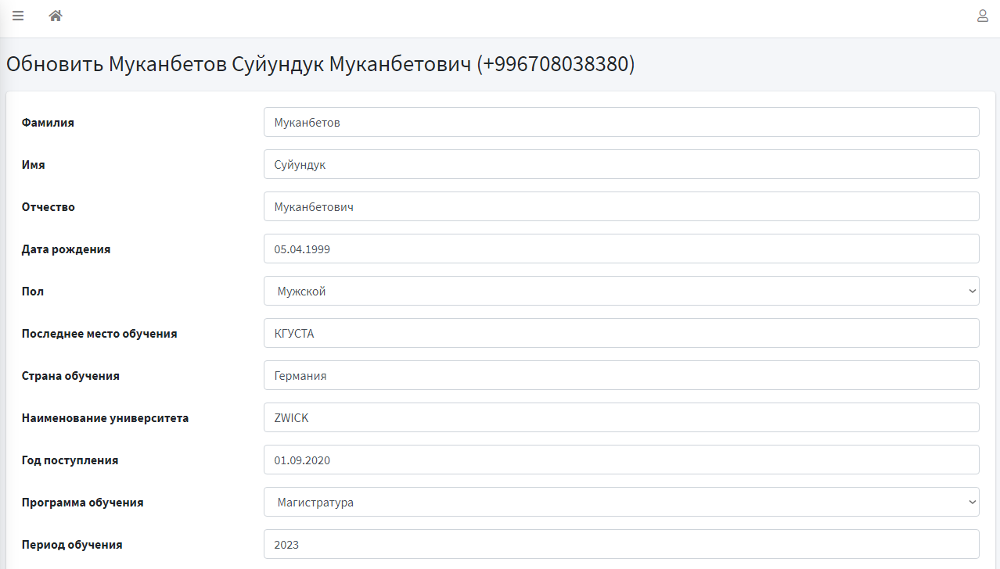 Обновить Муканбетов Суйундук Муканбетович (+996708038380)
Фамилия Муканбетов
Имя Суйундук
Отчество Муканбетович
Дата рождения 05.04.1999
Пол Мужской
Последнее место обучения КГУСТА
Страна обучения Германия
Наименование университета ZWICK
Год поступления 01.09.2020
Программа обучения Магистратура
Период обучения 2023